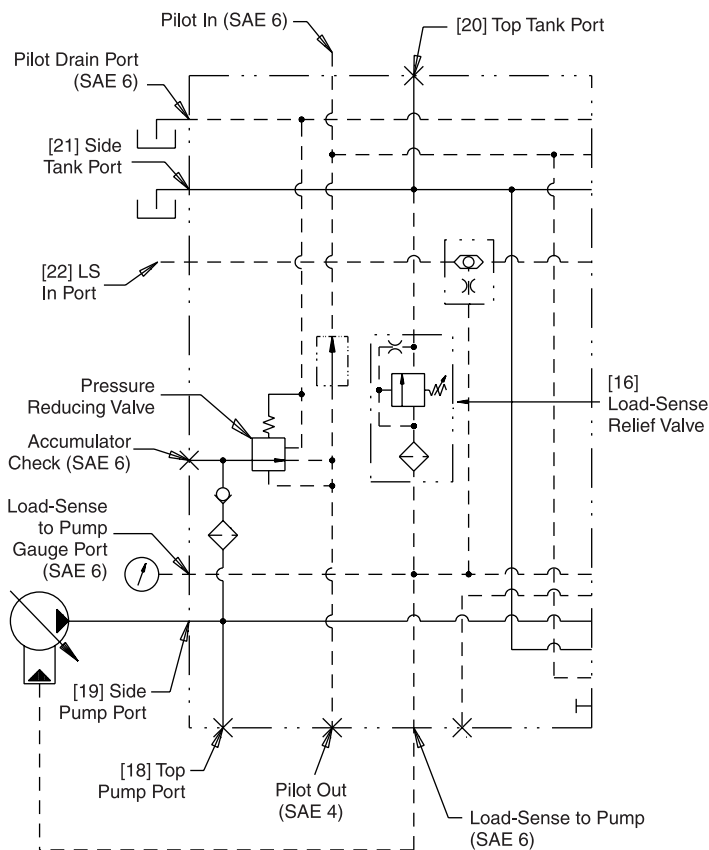 Pilot In (SAE 6)
[20] Top Tank Port
Pilot Drain Port
(SAE 6)
[21] Side
Tank Port
[22] LS
In Port
[16]
Load-Sense
Relief Valve
Pressure
Reducing Valve
Accumulator
Check (SAE 6)
Load-Sense
to Pump
Gauge Port
(SAE 6)
[19] Side
Pump Port
[18] Top
Pump Port
Pilot Out
(SAE 4)
Load-Sense to Pump
(SAE 6)